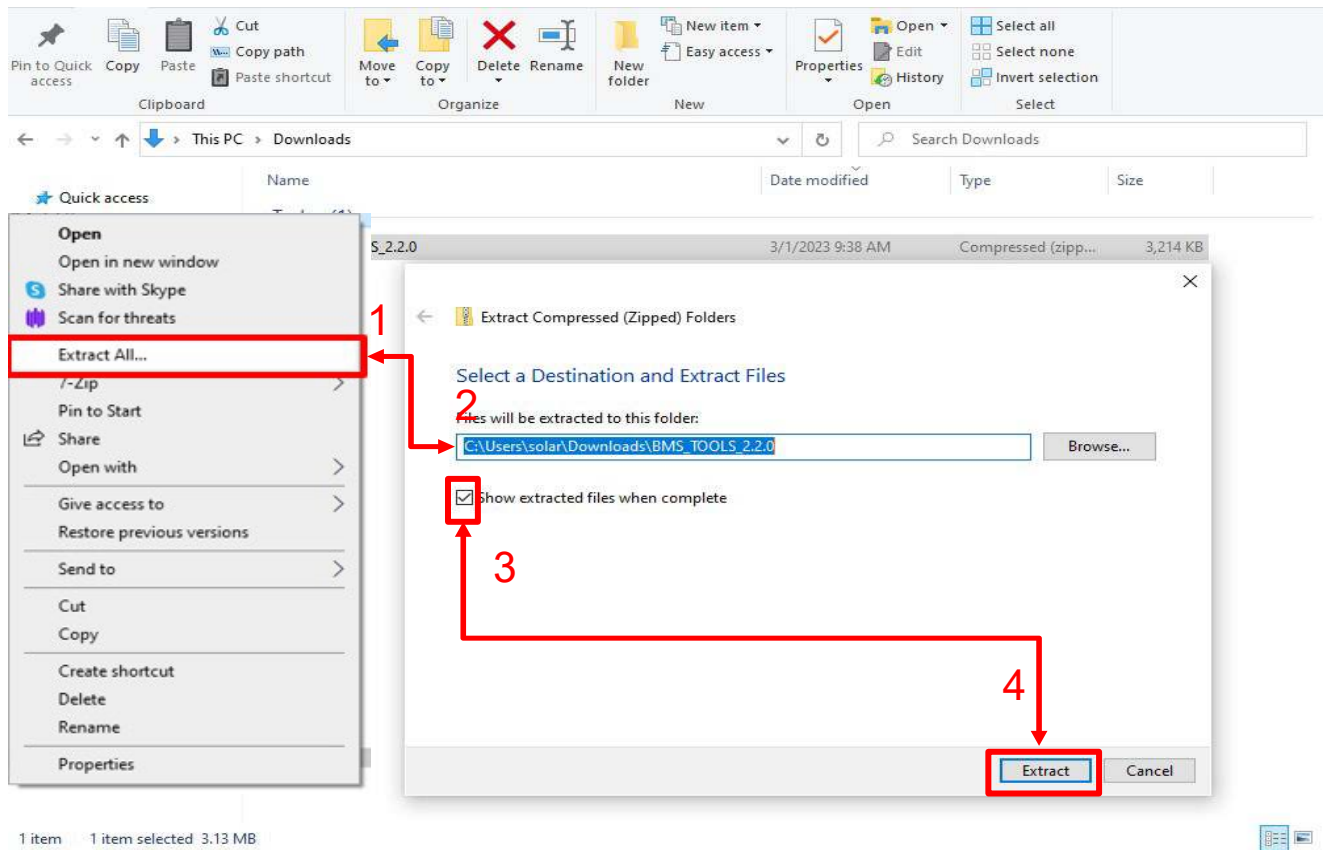 Pin to Quick access
Copy
Paste
Cut
Copy path
Paste shortcut
Clipboard
Move to
Copy to
Delete
Rename
Organize
New folder
New item
Easy access
New
Properties
Open
Edit
History
Open
Select all
Select none
Invert selection
Select
This PC > Downloads
Search Downloads
Quick access
Name
Date modified
Type
Size
S_2.2.0
3/1/2023 9:38 AM
Compressed (zipp...
3,214 KB
Open
Open in new window
Share with Skype
Scan for threats
Extract All...
7-Zip
Pin to Start
Share
Open with
Give access to
Restore previous versions
Send to
Cut
Copy
Create shortcut
Delete
Rename
Properties
1
Extract Compressed (Zipped) Folders
Select a Destination and Extract Files
2
Files will be extracted to this folder:
C:\Users\solar\Downloads\BMS_TOOLS_2.2.0
Browse...
Show extracted files when complete
3
4
Extract
Cancel
1 item
1 item selected 3.13 MB